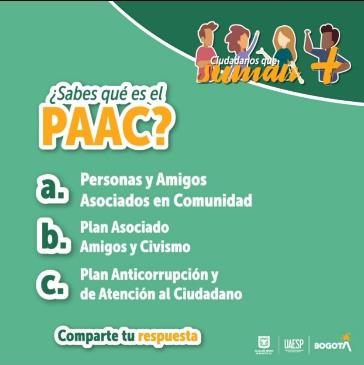 Ciudadanos que
suman +
¿Sabes qué es el
PAAC?
a. Personas y Amigos
Asociados en Comunidad
b. Plan Asociado
Amigos y Civismo
c. Plan Anticorrupción y
de Atención al Ciudadano
Comparte tu respuesta
UAESP
BOGOTÁ